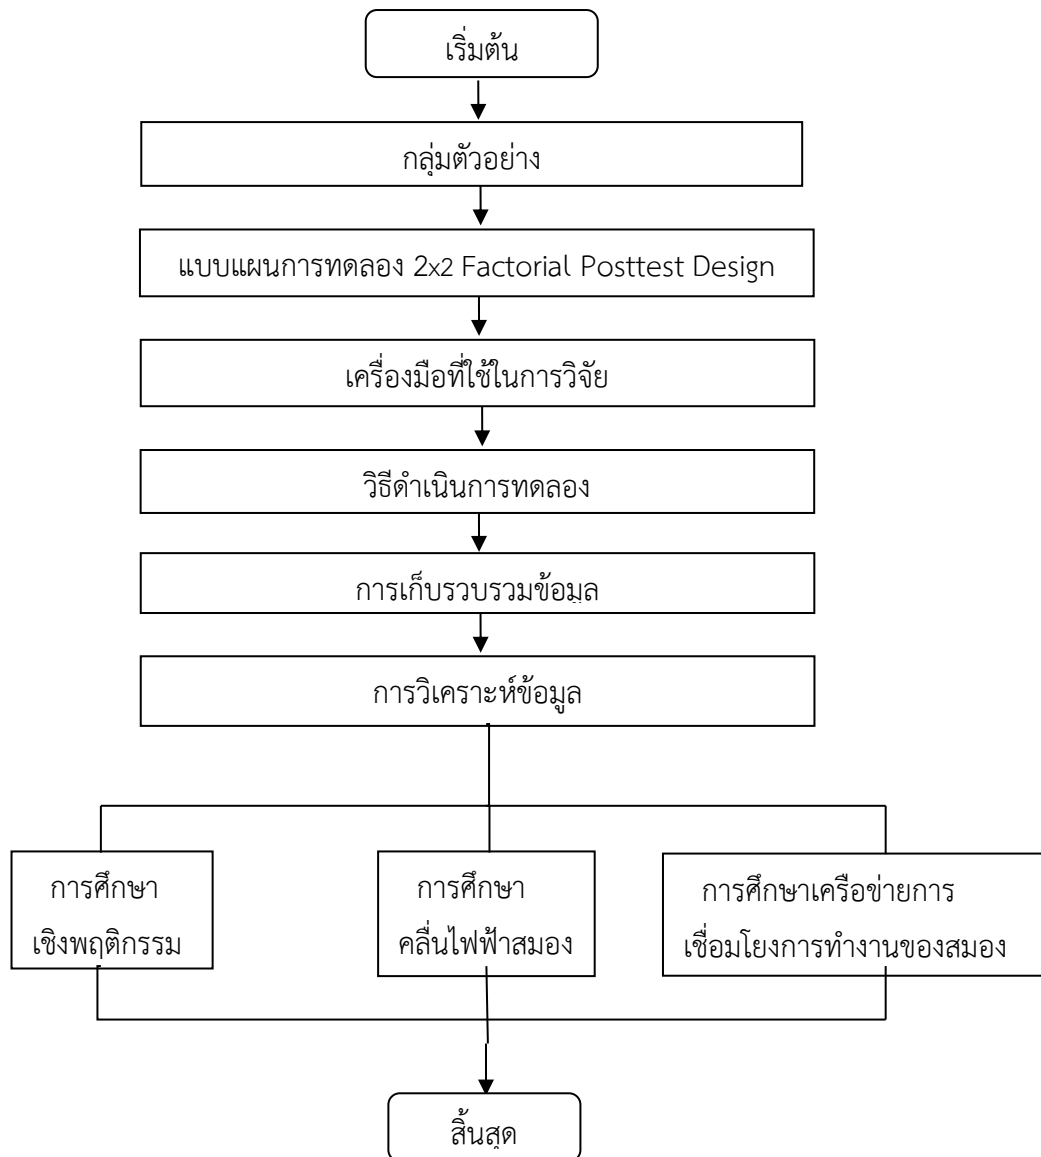 เริ่มต้น
กลุ่มตัวอย่าง
แบบแผนการทดลอง 2x2 Factorial Posttest Design
เครื่องมือที่ใช้ในการวิจัย
วิธีดำเนินการทดลอง
การเก็บรวบรวมข้อมูล
การวิเคราะห์ข้อมูล
การศึกษา
เชิงพฤติกรรม
การศึกษา
คลื่นไฟฟ้าสมอง
การศึกษาเครือข่ายการ
เชื่อมโยงการทำงานของสมอง
สิ้นสุด